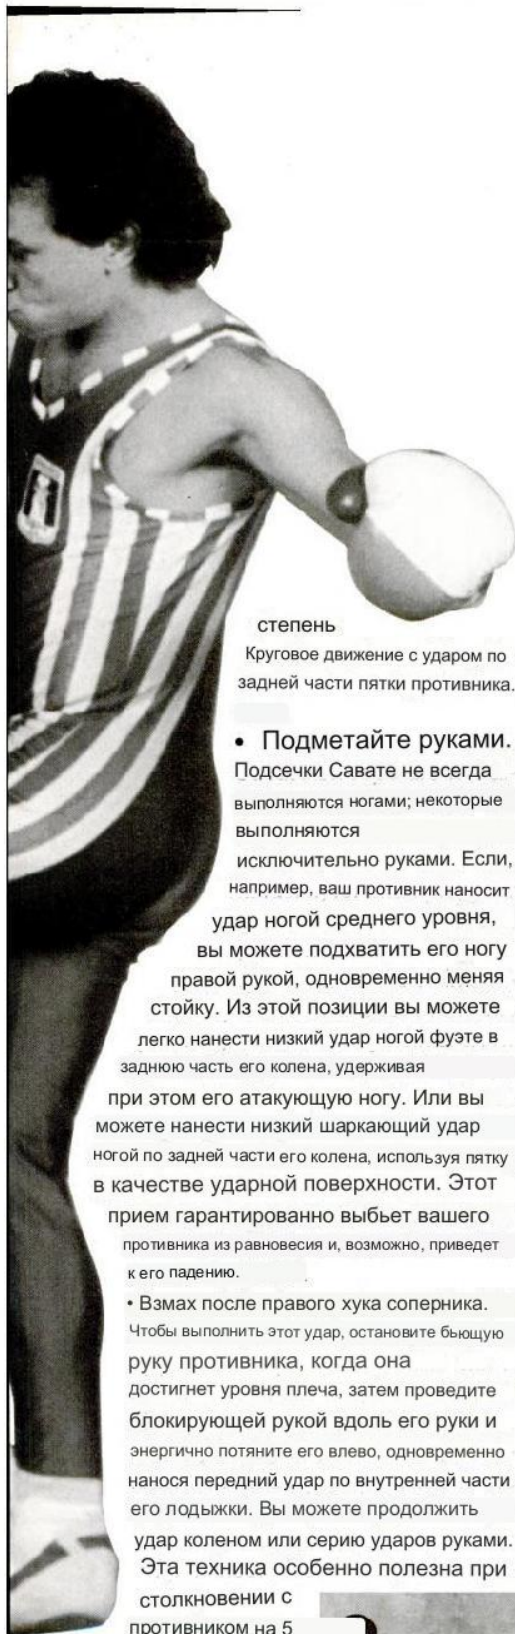 степень
Круговое движение с ударом по
задней части пятки противника.
• Подметайте руками.
Подсечки Савате не всегда
выполняются ногами; некоторые
выполняются
исключительно руками. Если,
например, ваш противник наносит
удар ногой среднего уровня,
вы можете подхватить его ногу
правой рукой, одновременно меняя
стойку. Из этой позиции вы можете
легко нанести низкий удар ногой фуэте в
заднюю часть его колена, удерживая
при этом его атакующую ногу. Или вы
можете нанести низкий шаркающий удар
ногой по задней части его колена, используя пятку
в качестве ударной поверхности. Этот
прием гарантированно выбьет вашего
противника из равновесия и, возможно, приведет
к его падению.
• Взмах после правого хука соперника.
Чтобы выполнить этот удар, остановите бьющую
руку противника, когда она
достигнет уровня плеча, затем проведите
блокирующей рукой вдоль его руки и
энергично потяните его влево, одновременно
нанося передний удар по внутренней части
его лодыжки. Вы можете продолжить
удар коленом или серию ударов руками.
Эта техника особенно полезна при
столкновении с
противником на 5